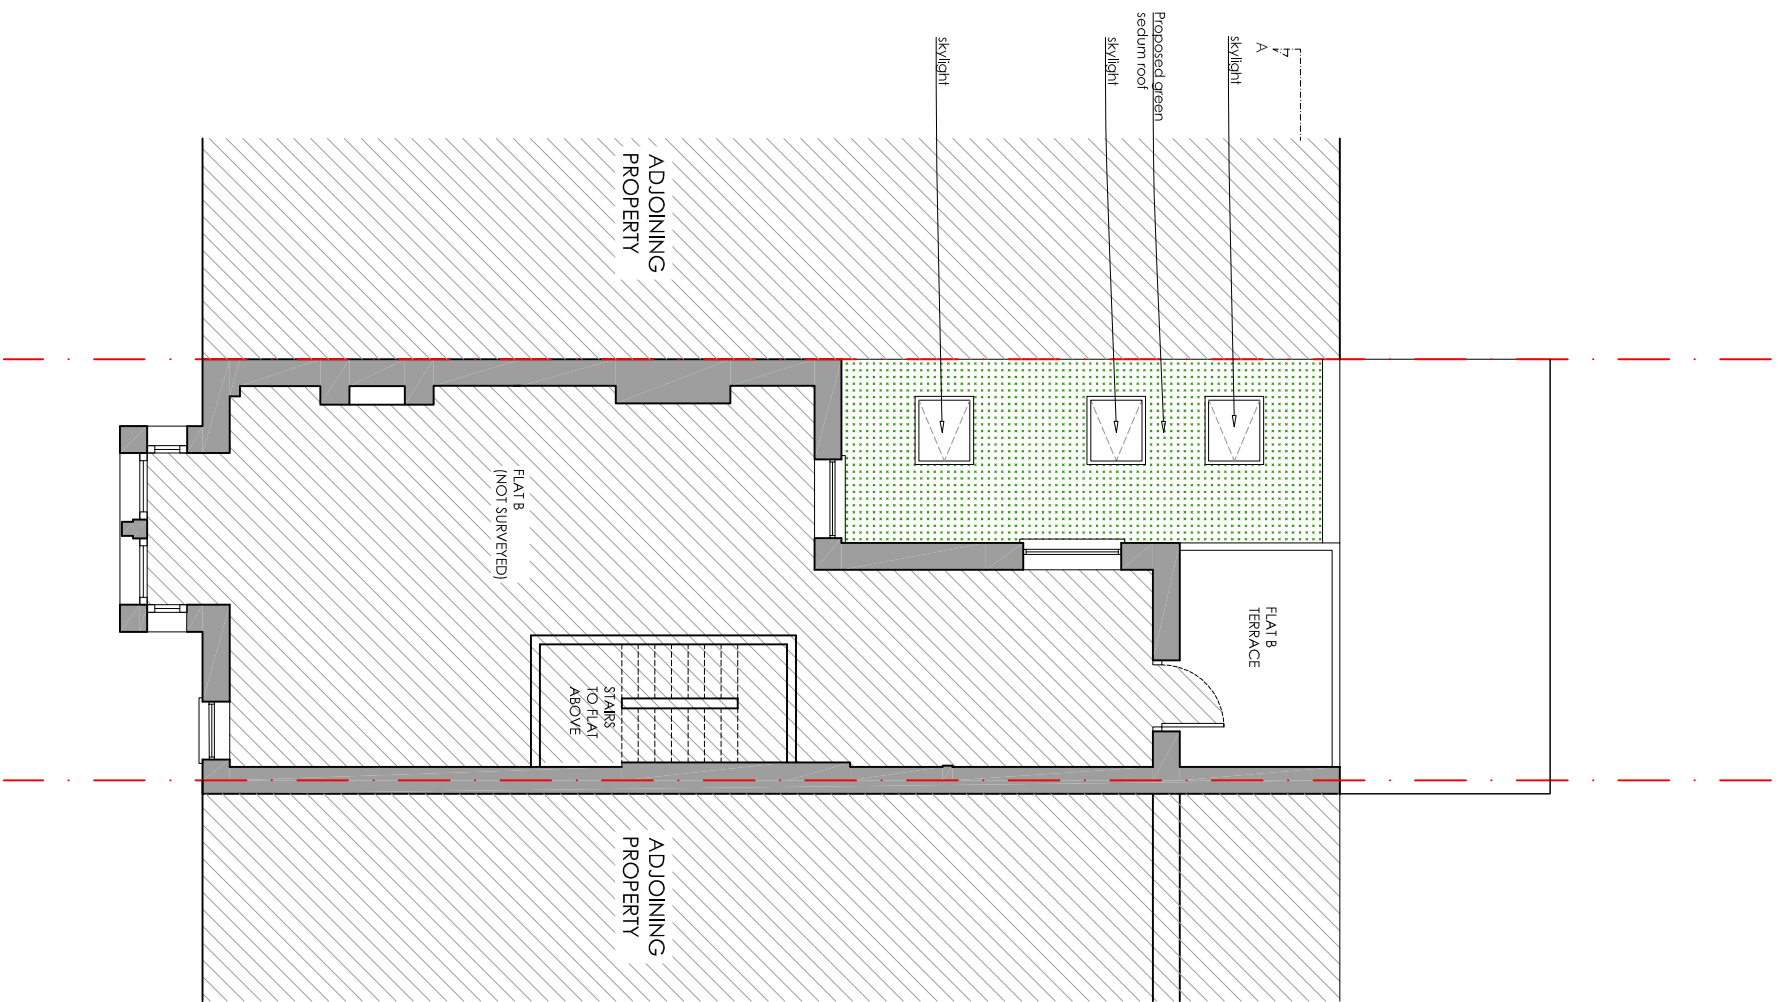 A
skylight
Proposed green
sedum roof
skylight
skylight
ADJOINING
PROPERTY
FLAT B
(NOT SURVEYED)
FLAT B
TERRACE
STAIRS
TO FLAT
ABOVE
ADJOINING
PROPERTY